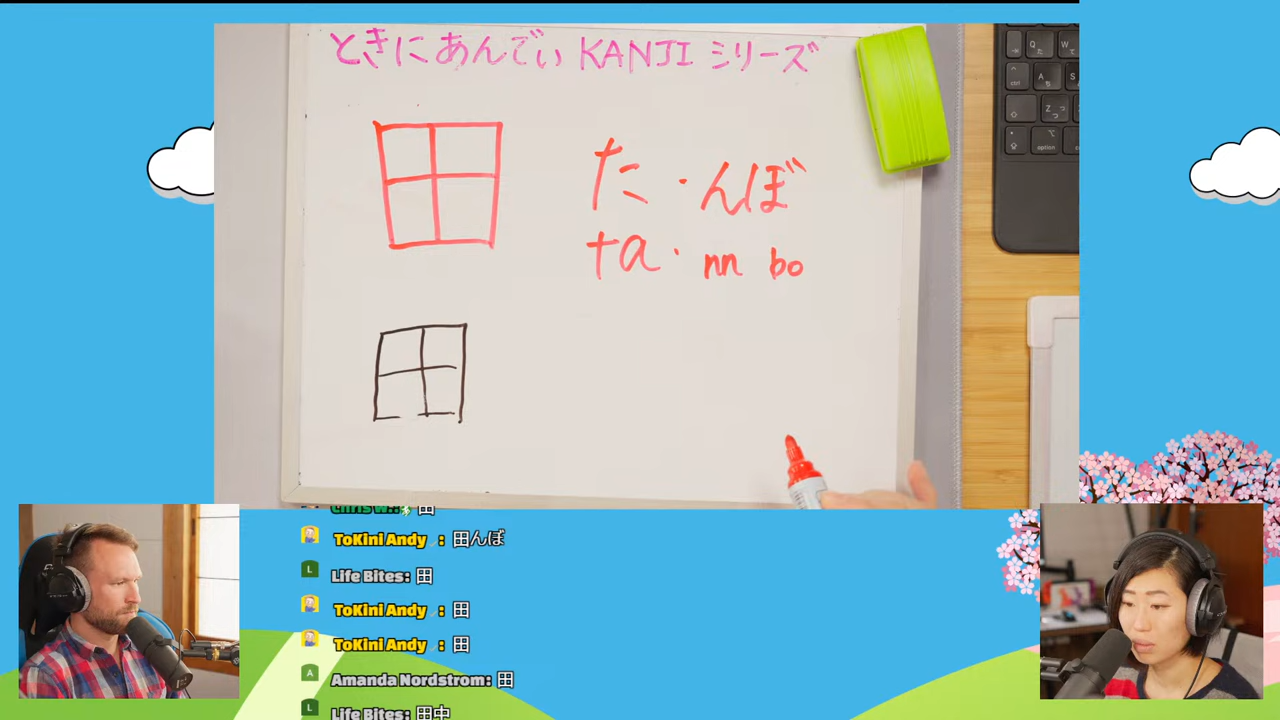 ときにあんでぃ KANJI シリーズ
田
た・んぼ
ta・nn bo
田
Chris W.: 田
ToKini Andy : 田んぼ
Life Bites: 田
ToKini Andy : 田
ToKini Andy : 田
Amanda Nordstrom: 田
Life Bites: 田中